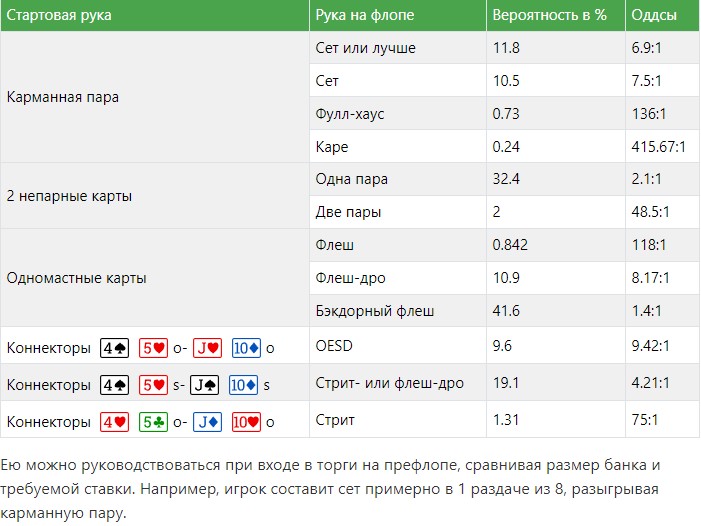 Стартовая рука Рука на флопе Вероятность в % Оддсы
Карманная пара
Сет или лучше 11.8 6.9:1
Сет 10.5 7.5:1
Фулл-хаус 0.73 136:1
Каре 0.24 415.67:1
2 непарные карты
Одна пара 32.4 2.1:1
Две пары 2 48.5:1
Одномастные карты
Флеш 0.842 118:1
Флеш-дро 10.9 8.17:1
Бэкдорный флеш 41.6 1.4:1
Коннекторы 4♠ 5♥ o- J♥ 10♦ o OESD 9.6 9.42:1
Коннекторы 4♠ 5♥ s- J♠ 10♦ s Стрит- или флеш-дро 19.1 4.21:1
Коннекторы 4♥ 5♣ o- J♦ 10♥ o Стрит 1.31 75:1
Ею можно руководствоваться при входе в торги на префлопе, сравнивая размер банка и
требуемой ставки. Например, игрок составит сет примерно в 1 раздаче из 8, разыгрывая
карманную пару.